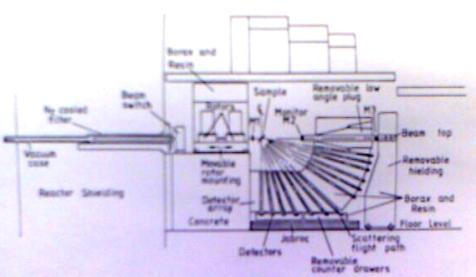 Borax and
Resin
Beam
switch
Sample
Removable low
angle plug
N₂ cooled
filter
Rotors
Monitor
M2
M3
Beam top
Vacuum
case
Movable
rotor
mounting
Removable
hielding
Reactor Shielding
Detector
array
Borax and
Resin
Concrete
Floor Level
Jabroc
Scattering
flight path
Detectors
Removable
counter drawers